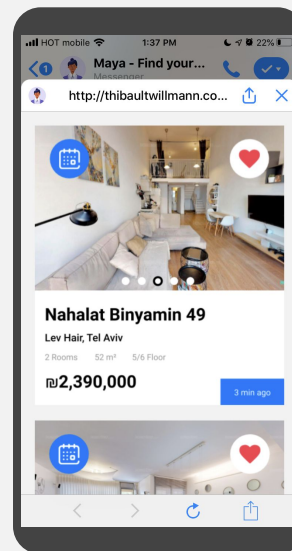 HOT mobile 1:37 PM 22%
1 Maya - Find your...
Messenger
http://thibaultwillmann.co...
Nahalat Binyamin 49
Lev Hair, Tel Aviv
2 Rooms 52 m² 5/6 Floor
₪2,390,000
3 min ago